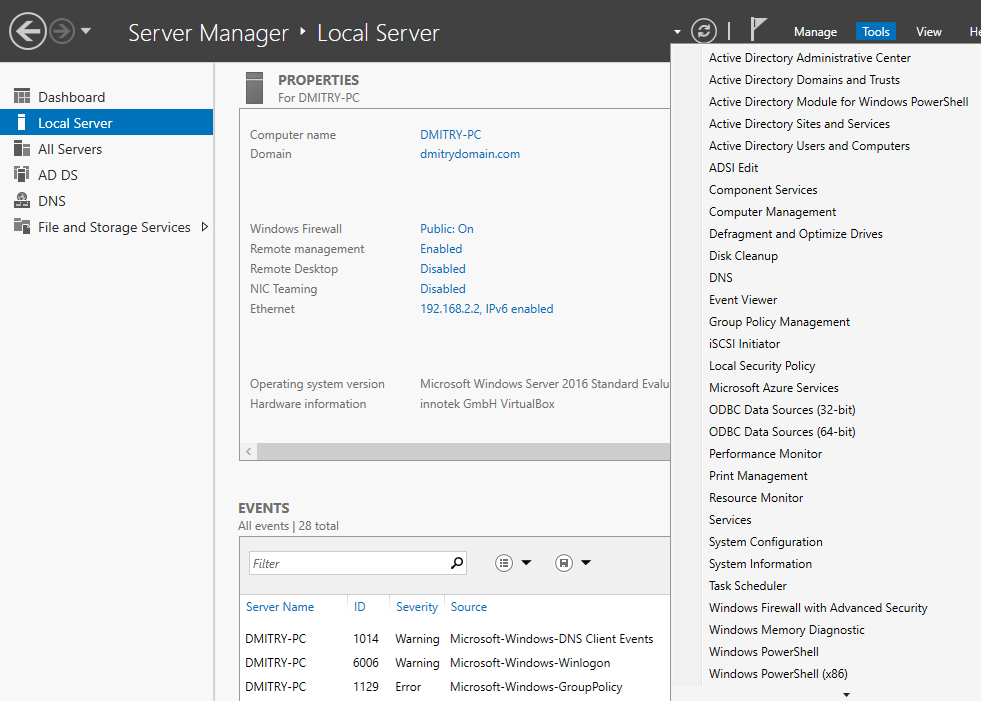 Server Manager ‣ Local Server
Manage Tools View He
Dashboard
Local Server
All Servers
AD DS
DNS
File and Storage Services
PROPERTIES
For DMITRY-PC
Computer name DMITRY-PC
Domain dmitrydomain.com
Windows Firewall Public: On
Remote management Enabled
Remote Desktop Disabled
NIC Teaming Disabled
Ethernet 192.168.2.2, IPv6 enabled
Operating system version Microsoft Windows Server 2016 Standard Evalu
Hardware information innotek GmbH VirtualBox
EVENTS
All events | 28 total
Filter
Server Name ID Severity Source
DMITRY-PC 1014 Warning Microsoft-Windows-DNS Client Events
DMITRY-PC 6006 Warning Microsoft-Windows-Winlogon
DMITRY-PC 1129 Error Microsoft-Windows-GroupPolicy
Active Directory Administrative Center
Active Directory Domains and Trusts
Active Directory Module for Windows PowerShell
Active Directory Sites and Services
Active Directory Users and Computers
ADSI Edit
Component Services
Computer Management
Defragment and Optimize Drives
Disk Cleanup
DNS
Event Viewer
Group Policy Management
iSCSI Initiator
Local Security Policy
Microsoft Azure Services
ODBC Data Sources (32-bit)
ODBC Data Sources (64-bit)
Performance Monitor
Print Management
Resource Monitor
Services
System Configuration
System Information
Task Scheduler
Windows Firewall with Advanced Security
Windows Memory Diagnostic
Windows PowerShell
Windows PowerShell (x86)